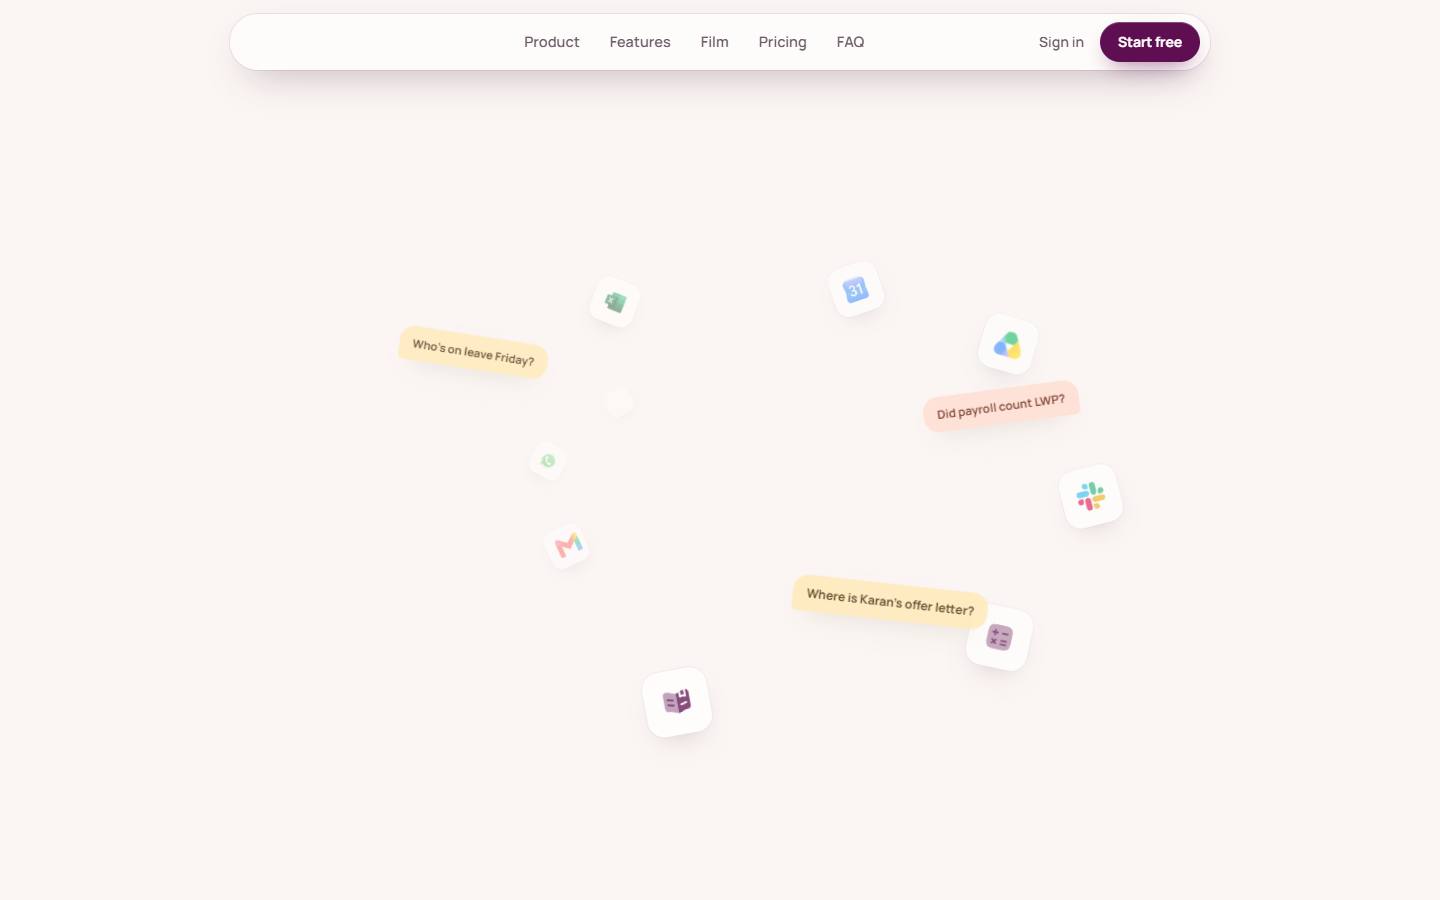 Product Features Film Pricing FAQ Sign in Start free
31
X
Who's on leave Friday?
Did payroll count LWP?
Where is Karan's offer letter?